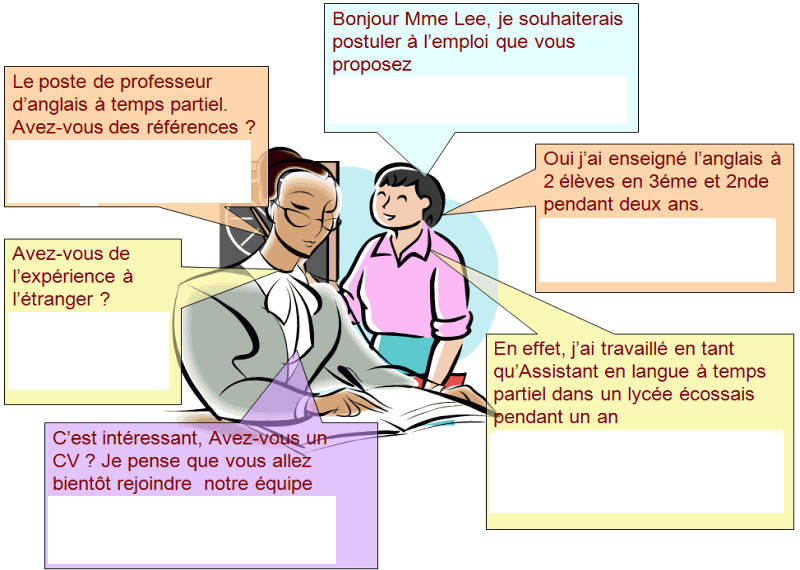 Bonjour Mme Lee, je souhaiterais
postuler à l’emploi que vous
proposez
Le poste de professeur
d’anglais à temps partiel.
Avez-vous des références ?
Oui j’ai enseigné l’anglais à
2 élèves en 3éme et 2nde
pendant deux ans.
Avez-vous de
l’expérience à
l’étranger ?
En effet, j’ai travaillé en tant
qu’Assistant en langue à temps
partiel dans un lycée écossais
pendant un an
C’est intéressant, Avez-vous un
CV ? Je pense que vous allez
bientôt rejoindre notre équipe